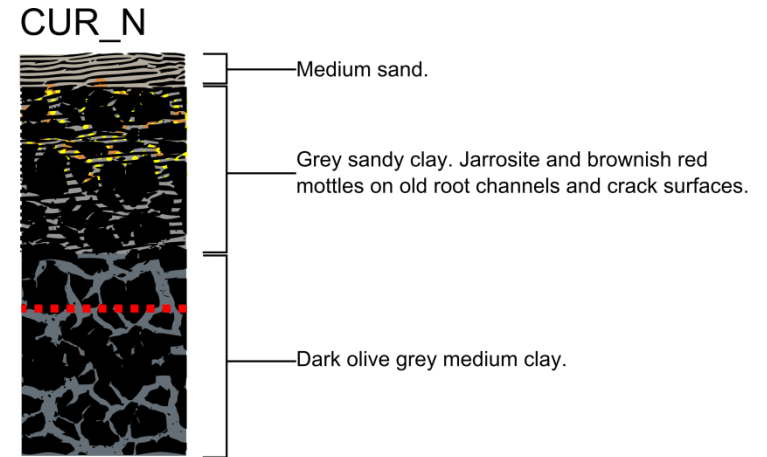 CUR_N
Medium sand.
Grey sandy clay. Jarrosite and brownish red
mottles on old root channels and crack surfaces.
Dark olive grey medium clay.